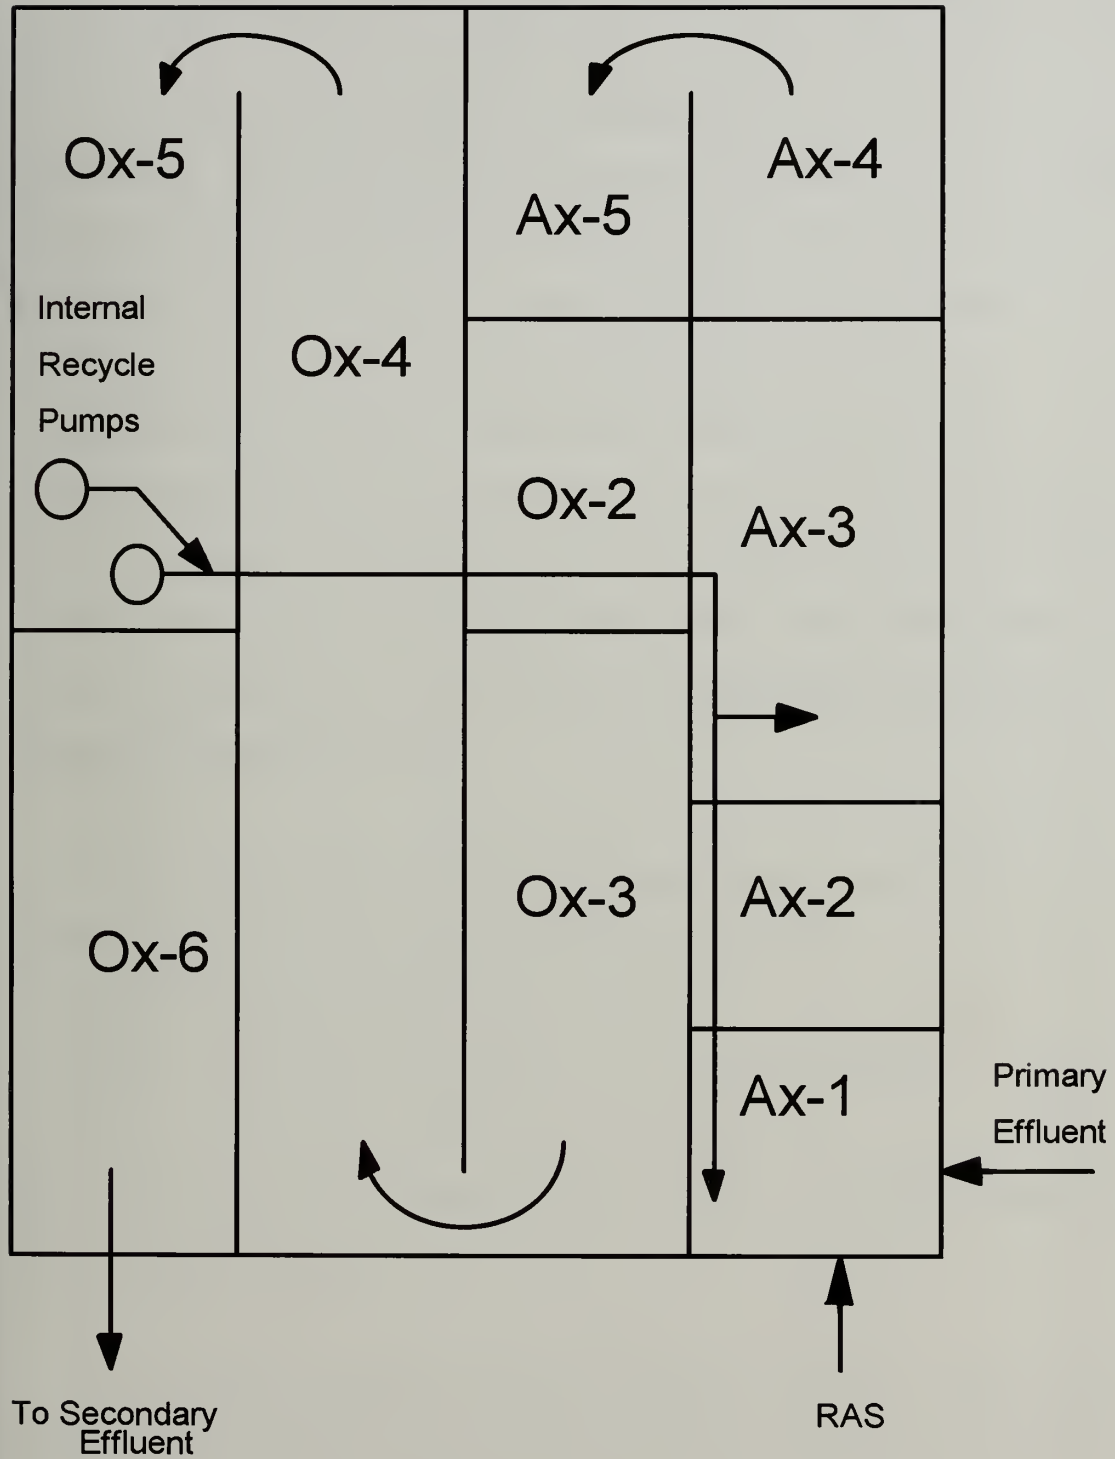 Ox-5
Ax-4
Ax-5
Internal
Recycle
Pumps
Ox-4
Ox-2
Ax-3
Ox-3
Ax-2
Ox-6
Ax-1
Primary
Effluent
To Secondary
Effluent
RAS